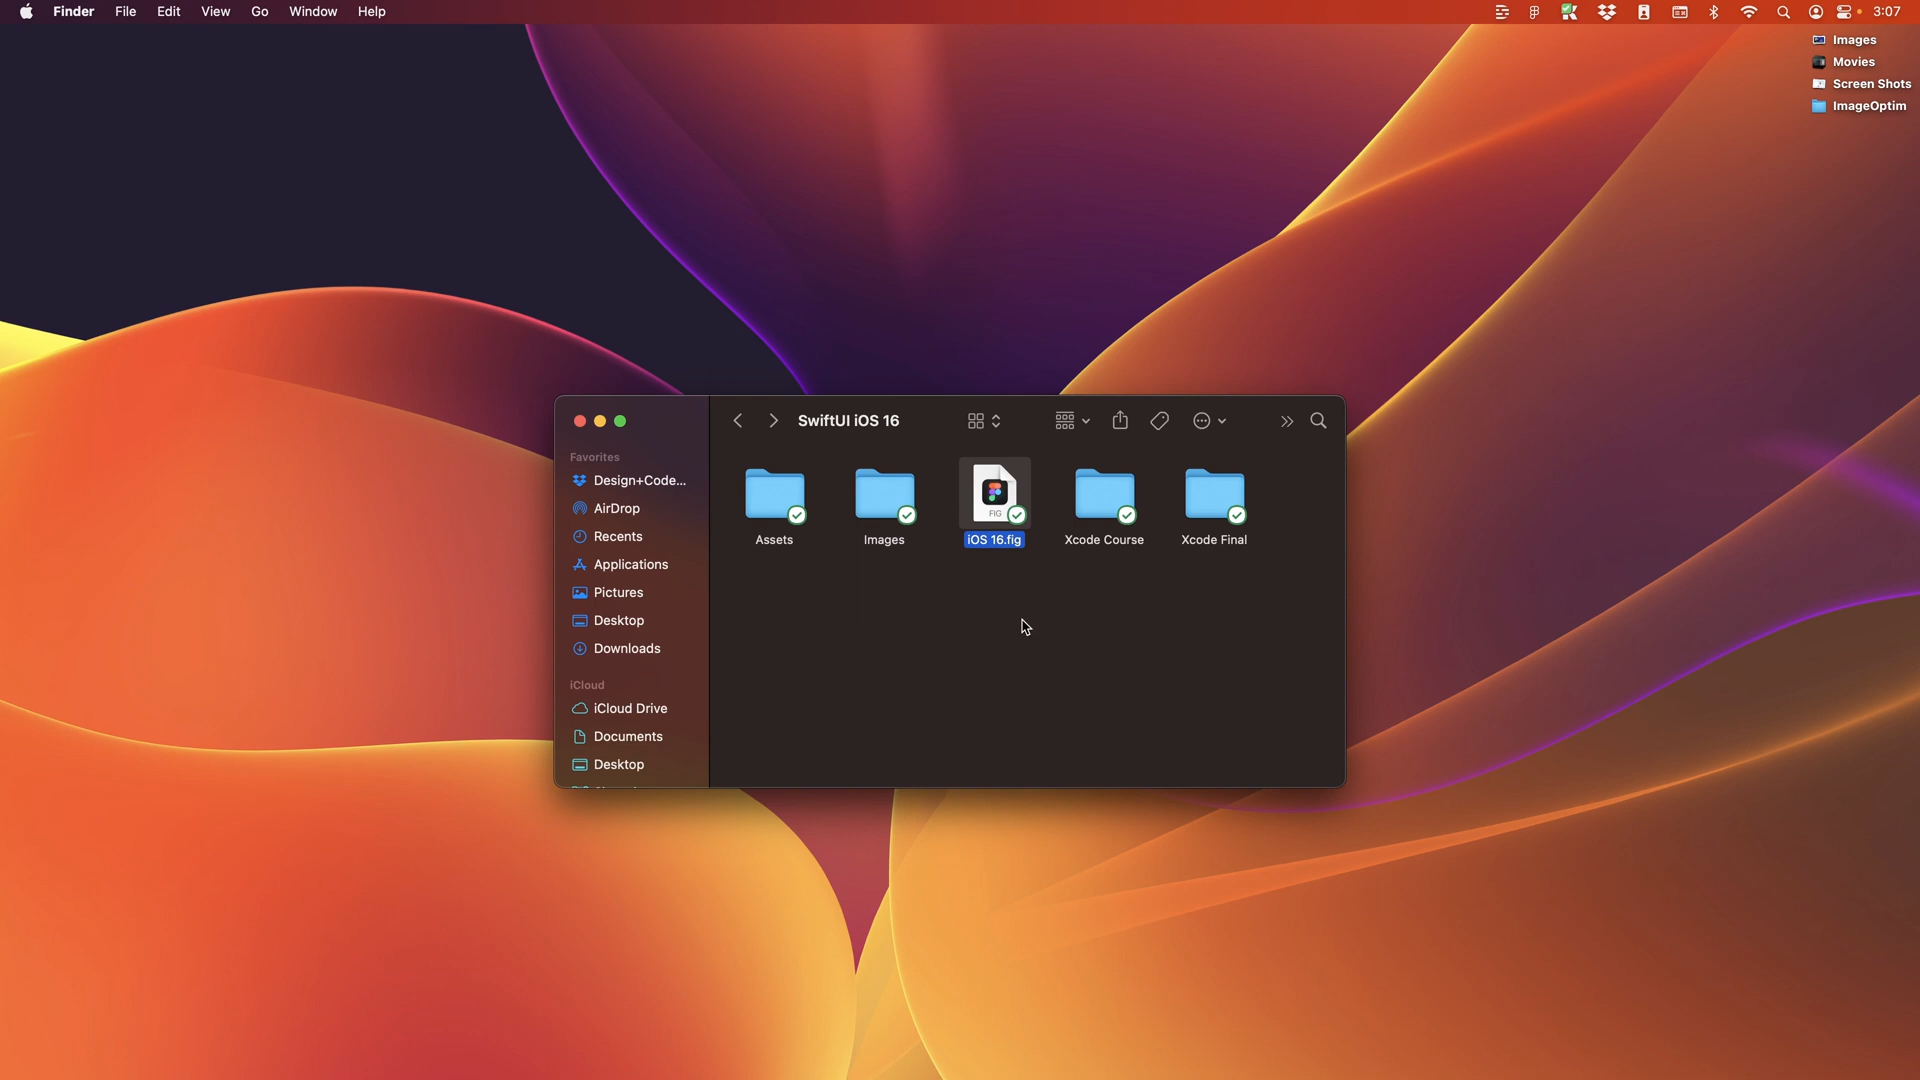 Finder File Edit View Go Window Help 3:07
Images
Movies
Screen Shots
ImageOptim
SwiftUI iOS 16
Favorites
Design+Code...
AirDrop
Recents
Applications
Pictures
Desktop
Downloads
iCloud
iCloud Drive
Documents
Desktop
FIG
Assets Images iOS 16.fig Xcode Course Xcode Final